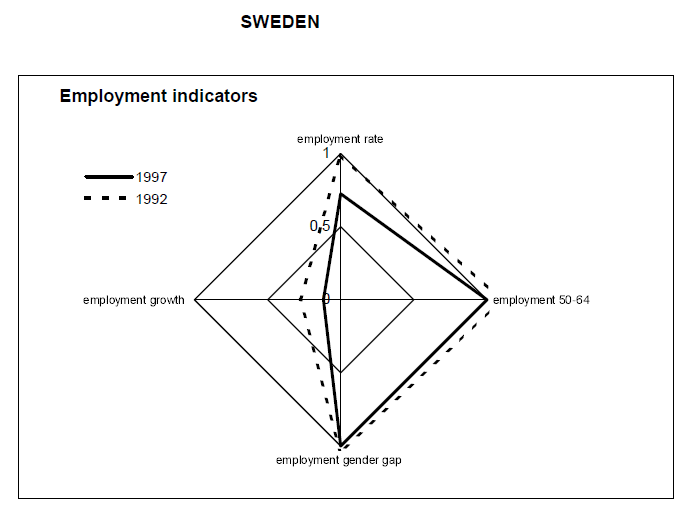 SWEDEN
Employment indicators
employment rate
1
1997
1992
0,5
employment growth
0
employment 50-64
employment gender gap